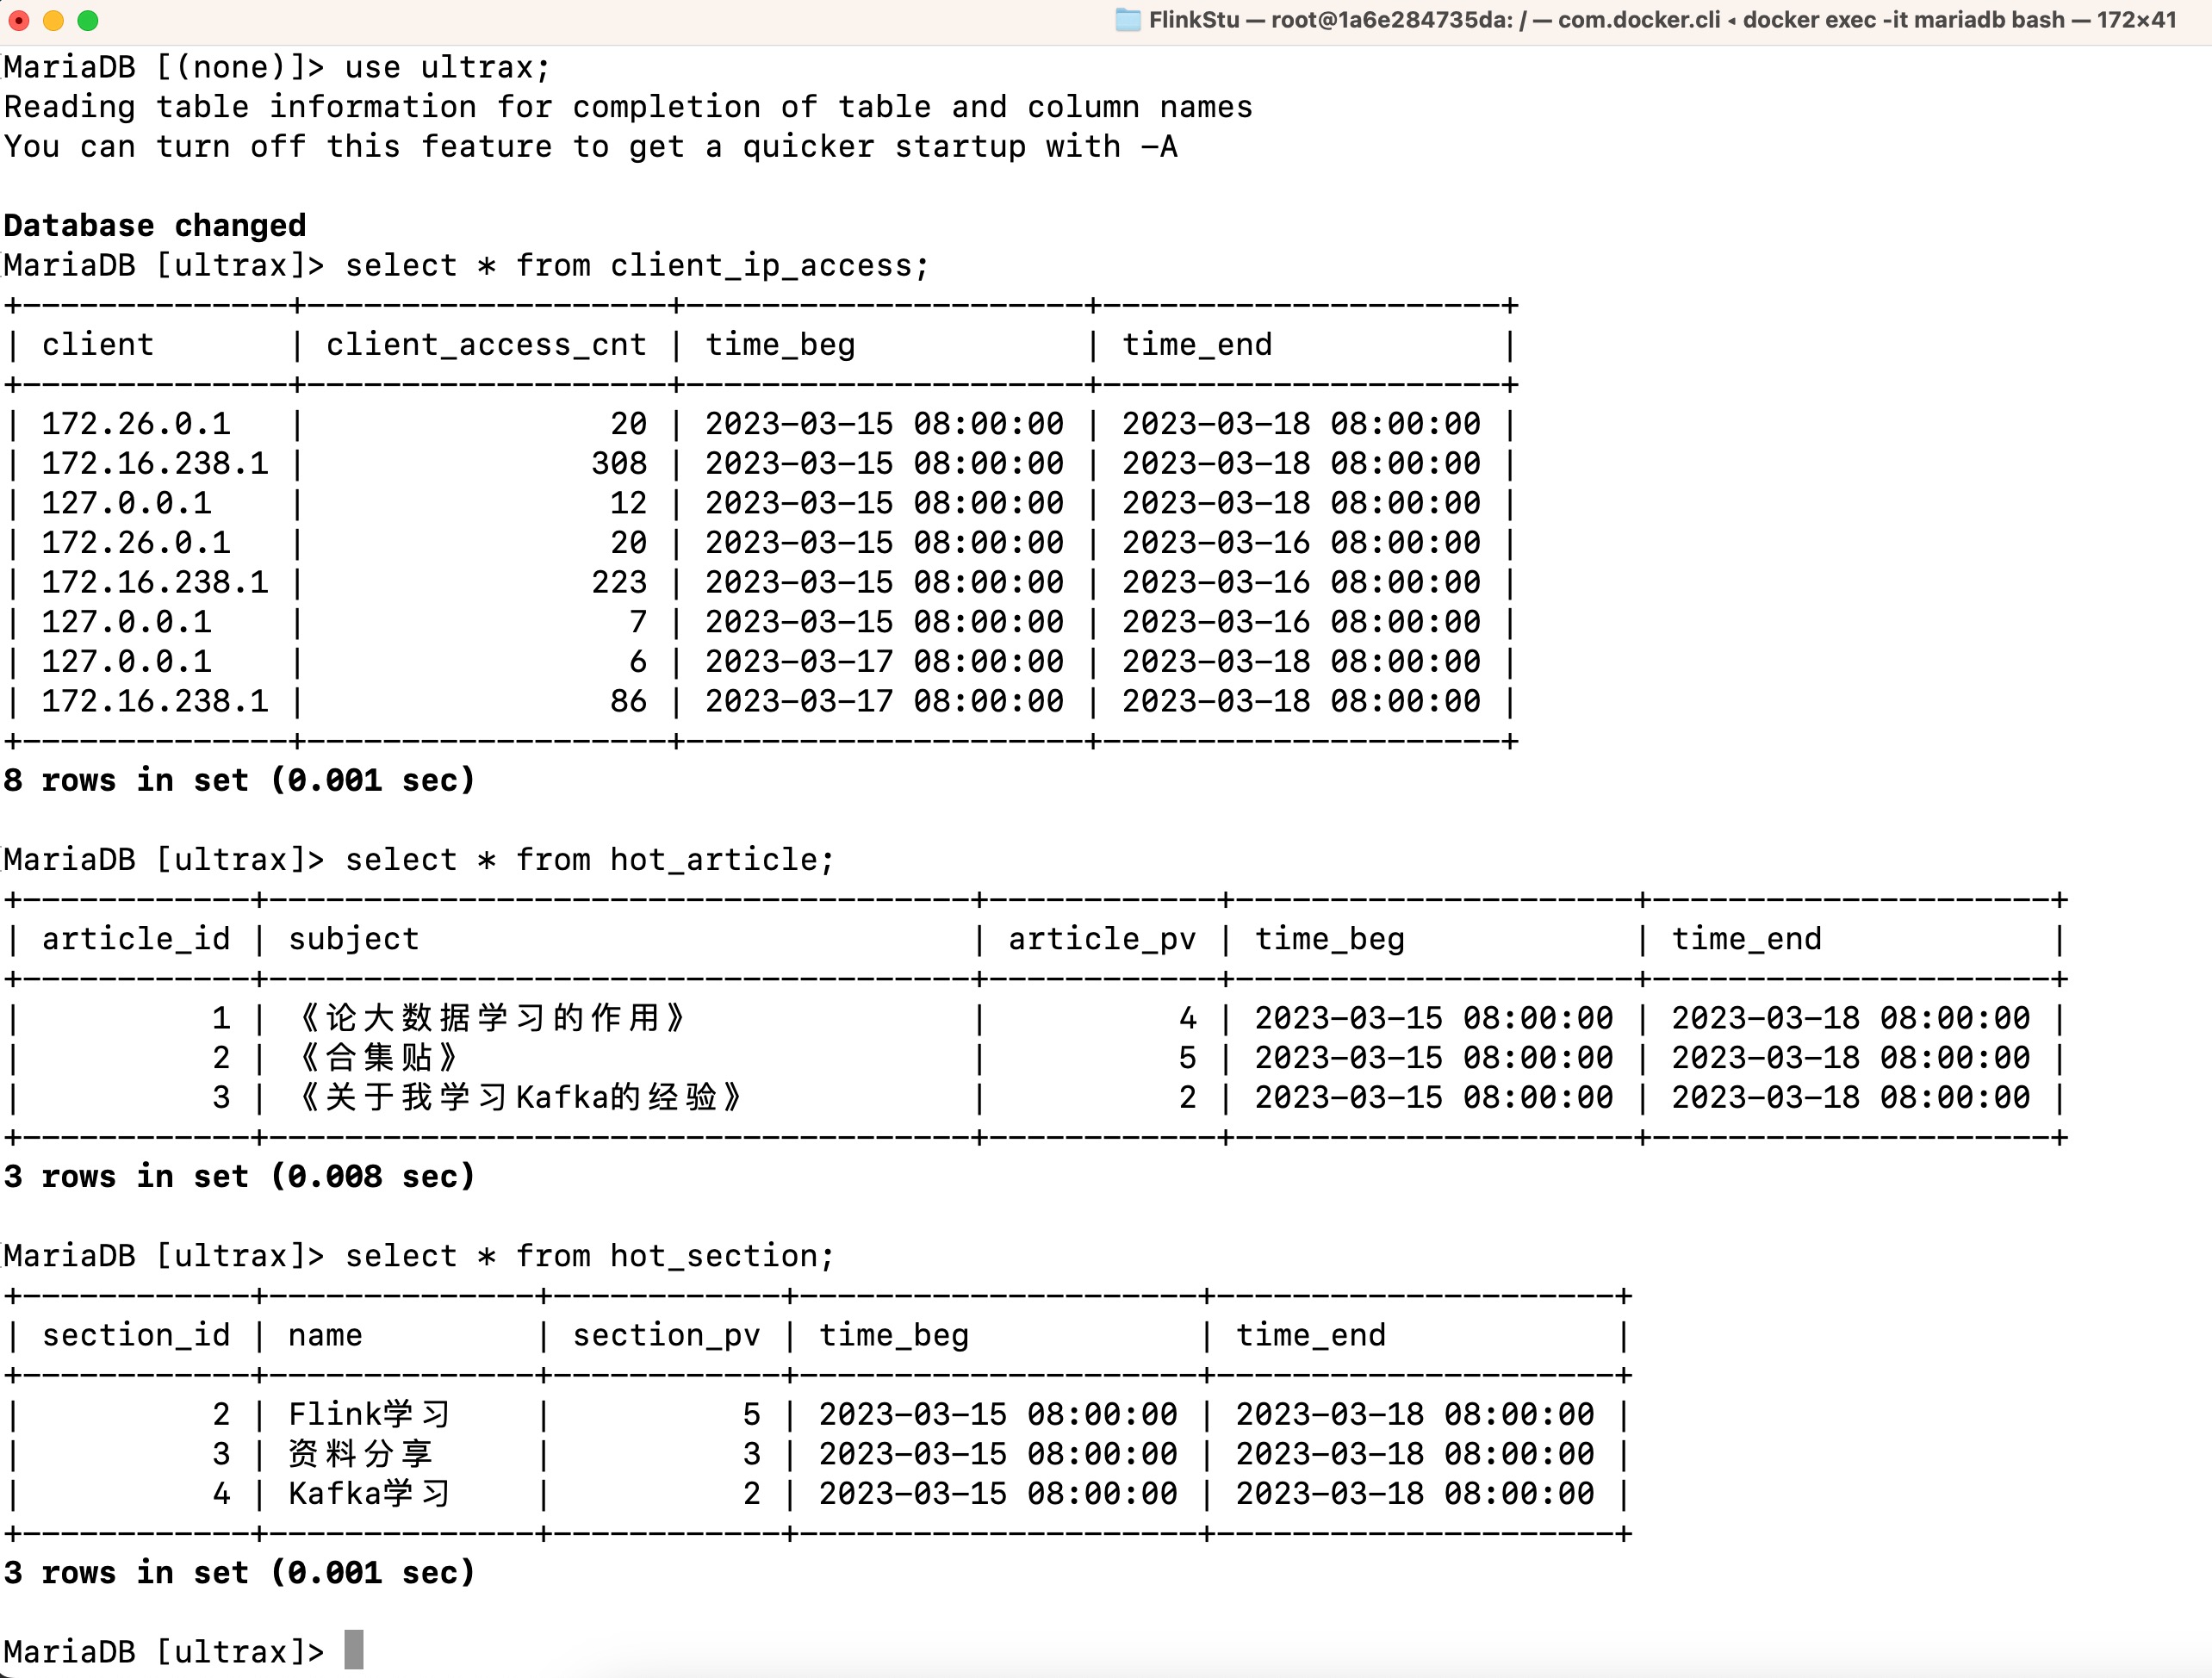 FlinkStu — root@1a6e284735da: / — com.docker.cli ◂ docker exec -it mariadb bash — 172×41
MariaDB [(none)]> use ultrax;
Reading table information for completion of table and column names
You can turn off this feature to get a quicker startup with -A
Database changed
MariaDB [ultrax]> select * from client_ip_access;
+--------------+-------------------+---------------------+---------------------+
| client       | client_access_cnt | time_beg            | time_end            |
+--------------+-------------------+---------------------+---------------------+
| 172.26.0.1   |                20 | 2023-03-15 08:00:00 | 2023-03-18 08:00:00 |
| 172.16.238.1 |               308 | 2023-03-15 08:00:00 | 2023-03-18 08:00:00 |
| 127.0.0.1    |                12 | 2023-03-15 08:00:00 | 2023-03-18 08:00:00 |
| 172.26.0.1   |                20 | 2023-03-15 08:00:00 | 2023-03-16 08:00:00 |
| 172.16.238.1 |               223 | 2023-03-15 08:00:00 | 2023-03-16 08:00:00 |
| 127.0.0.1    |                 7 | 2023-03-15 08:00:00 | 2023-03-16 08:00:00 |
| 127.0.0.1    |                 6 | 2023-03-17 08:00:00 | 2023-03-18 08:00:00 |
| 172.16.238.1 |                86 | 2023-03-17 08:00:00 | 2023-03-18 08:00:00 |
+--------------+-------------------+---------------------+---------------------+
8 rows in set (0.001 sec)
MariaDB [ultrax]> select * from hot_article;
+------------+-------------------------------------+------------+---------------------+---------------------+
| article_id | subject                             | article_pv | time_beg            | time_end            |
+------------+-------------------------------------+------------+---------------------+---------------------+
|          1 | 《论大数据学习的作用》              |          4 | 2023-03-15 08:00:00 | 2023-03-18 08:00:00 |
|          2 | 《合集贴》                          |          5 | 2023-03-15 08:00:00 | 2023-03-18 08:00:00 |
|          3 | 《关于我学习Kafka的经验》           |          2 | 2023-03-15 08:00:00 | 2023-03-18 08:00:00 |
+------------+-------------------------------------+------------+---------------------+---------------------+
3 rows in set (0.008 sec)
MariaDB [ultrax]> select * from hot_section;
+------------+--------------+------------+---------------------+---------------------+
| section_id | name         | section_pv | time_beg            | time_end            |
+------------+--------------+------------+---------------------+---------------------+
|          2 | Flink学习    |          5 | 2023-03-15 08:00:00 | 2023-03-18 08:00:00 |
|          3 | 资料分享     |          3 | 2023-03-15 08:00:00 | 2023-03-18 08:00:00 |
|          4 | Kafka学习    |          2 | 2023-03-15 08:00:00 | 2023-03-18 08:00:00 |
+------------+--------------+------------+---------------------+---------------------+
3 rows in set (0.001 sec)
MariaDB [ultrax]>